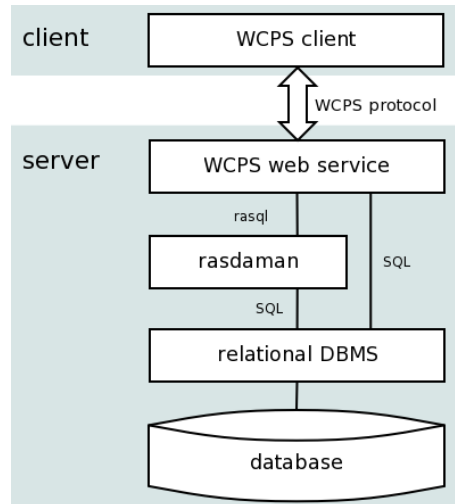 client
WCPS client
WCPS protocol
server
WCPS web service
rasql
rasdaman
SQL
SQL
relational DBMS
database